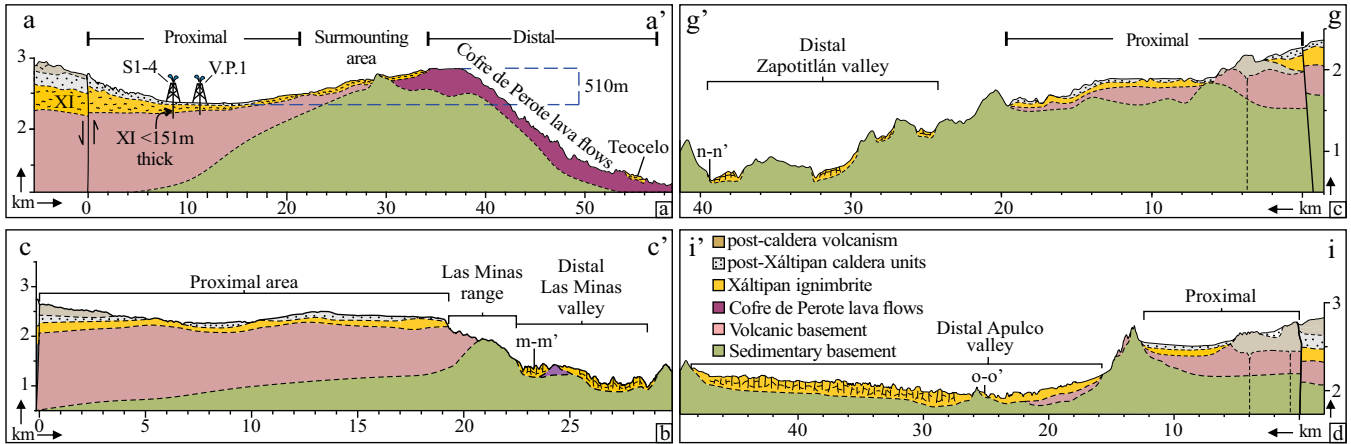 a
a’
Proximal
Surmounting
area
Distal
S1-4
V.P.1
Cofre de Perote lava flows
510m
XI
XI <151m
thick
Teocelo
3
2
km
0
10
20
30
40
50
a
g’
g
Distal
Zapotitlán valley
Proximal
n-n’
2
1
40
30
20
10
km
c
c
c’
Proximal area
Las Minas
range
Distal
Las Minas
valley
m-m’
3
2
1
km
0
5
10
15
20
25
b
i’
i
post-caldera volcanism
post-Xáltipan caldera units
Xáltipan ignimbrite
Cofre de Perote lava flows
Volcanic basement
Sedimentary basement
Proximal
Distal Apulco
valley
o-o’
3
2
40
30
20
10
km
d